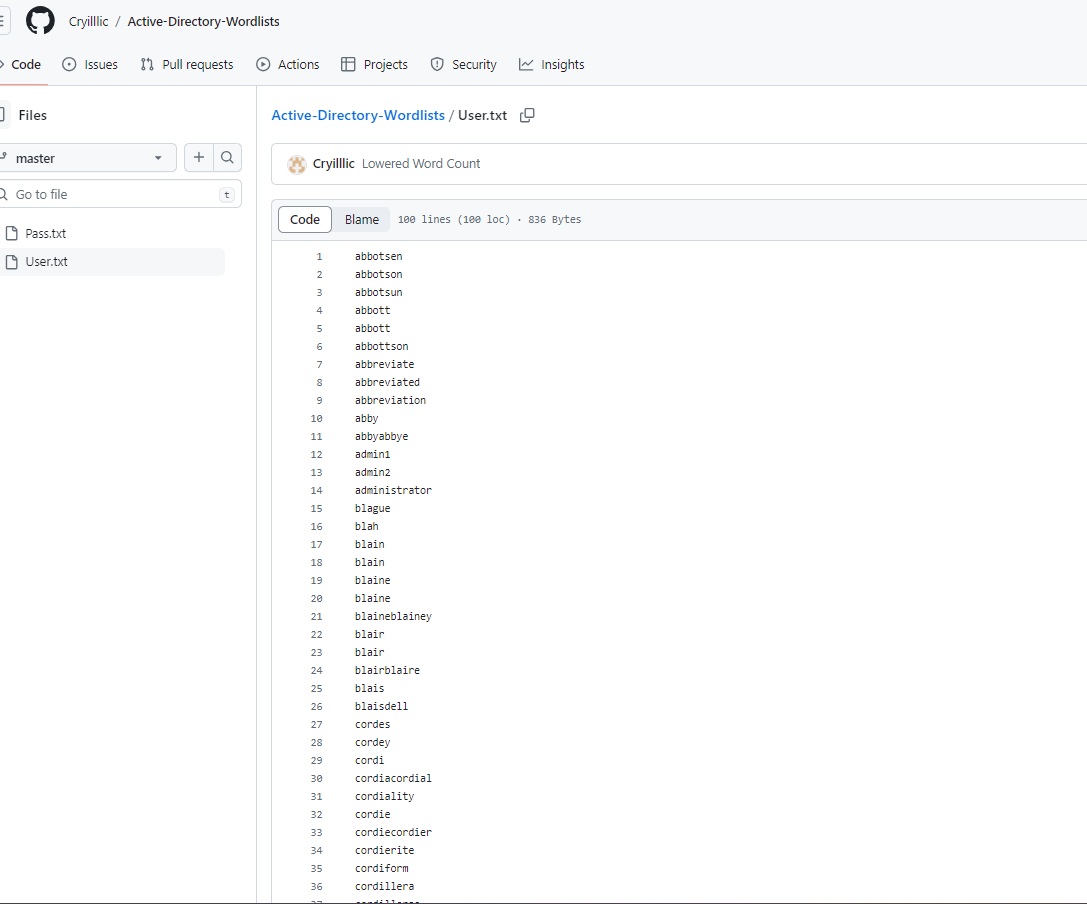 Cryilllic / Active-Directory-Wordlists
Code Issues Pull requests Actions Projects Security Insights
Files
master
Go to file t
Pass.txt
User.txt
Active-Directory-Wordlists / User.txt
Cryilllic Lowered Word Count
Code Blame 100 lines (100 loc) · 836 Bytes
1 abbotsen
2 abbotson
3 abbotsun
4 abbott
5 abbott
6 abbottson
7 abbreviate
8 abbreviated
9 abbreviation
10 abby
11 abbyabbye
12 admin1
13 admin2
14 administrator
15 blague
16 blah
17 blain
18 blain
19 blaine
20 blaine
21 blaineblainey
22 blair
23 blair
24 blairblaire
25 blais
26 blaisdell
27 cordes
28 cordey
29 cordi
30 cordiacordial
31 cordiality
32 cordie
33 cordiecordier
34 cordierite
35 cordiform
36 cordillera